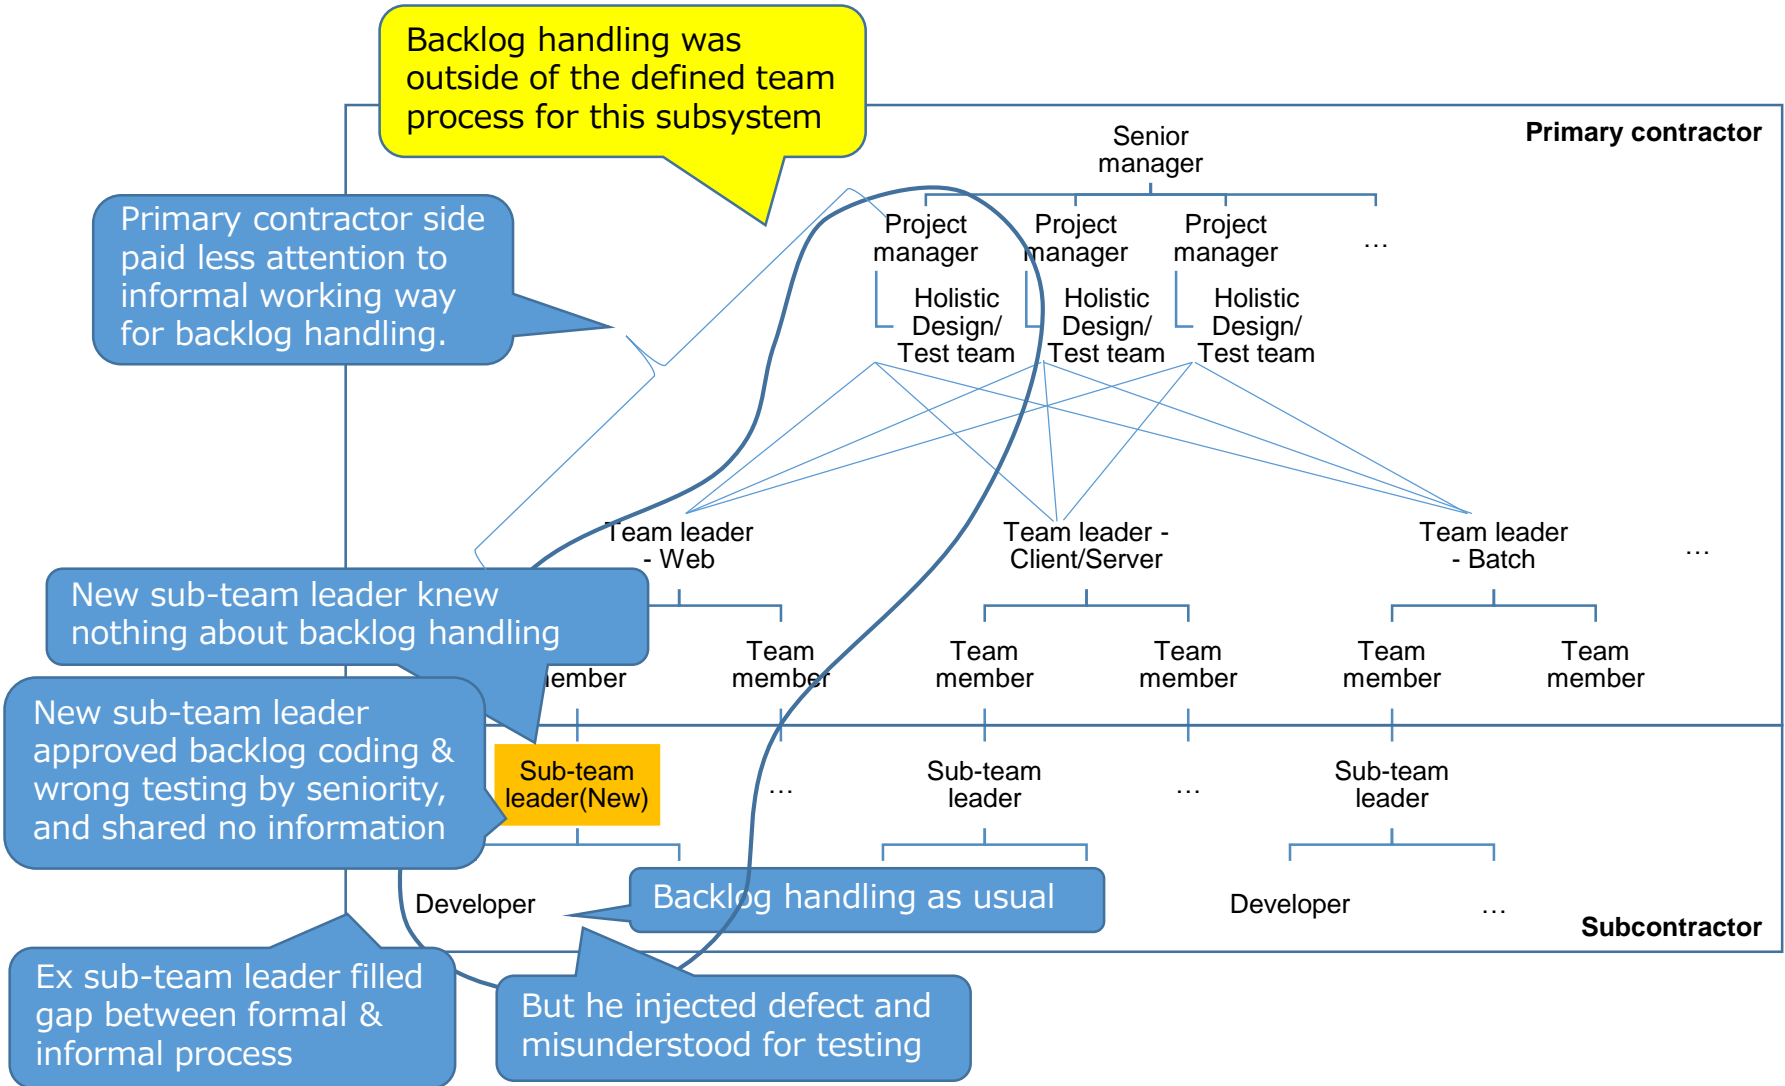 Backlog handling was
outside of the defined team
process for this subsystem
Primary contractor
Senior
manager
Primary contractor side
paid less attention to
informal working way
for backlog handling.
Project
manager
Project
manager
Project
manager
…
Holistic
Design/
Test team
Holistic
Design/
Test team
Holistic
Design/
Test team
Team leader
- Web
Team leader -
Client/Server
Team leader
- Batch
…
New sub-team leader knew
nothing about backlog handling
Team
member
Team
member
Team
member
Team
member
Team
member
New sub-team leader
approved backlog coding &
wrong testing by seniority,
and shared no information
Sub-team
leader(New)
…
Sub-team
leader
…
Sub-team
leader
Developer
Backlog handling as usual
Developer
…
Subcontractor
Ex sub-team leader filled
gap between formal &
informal process
But he injected defect and
misunderstood for testing